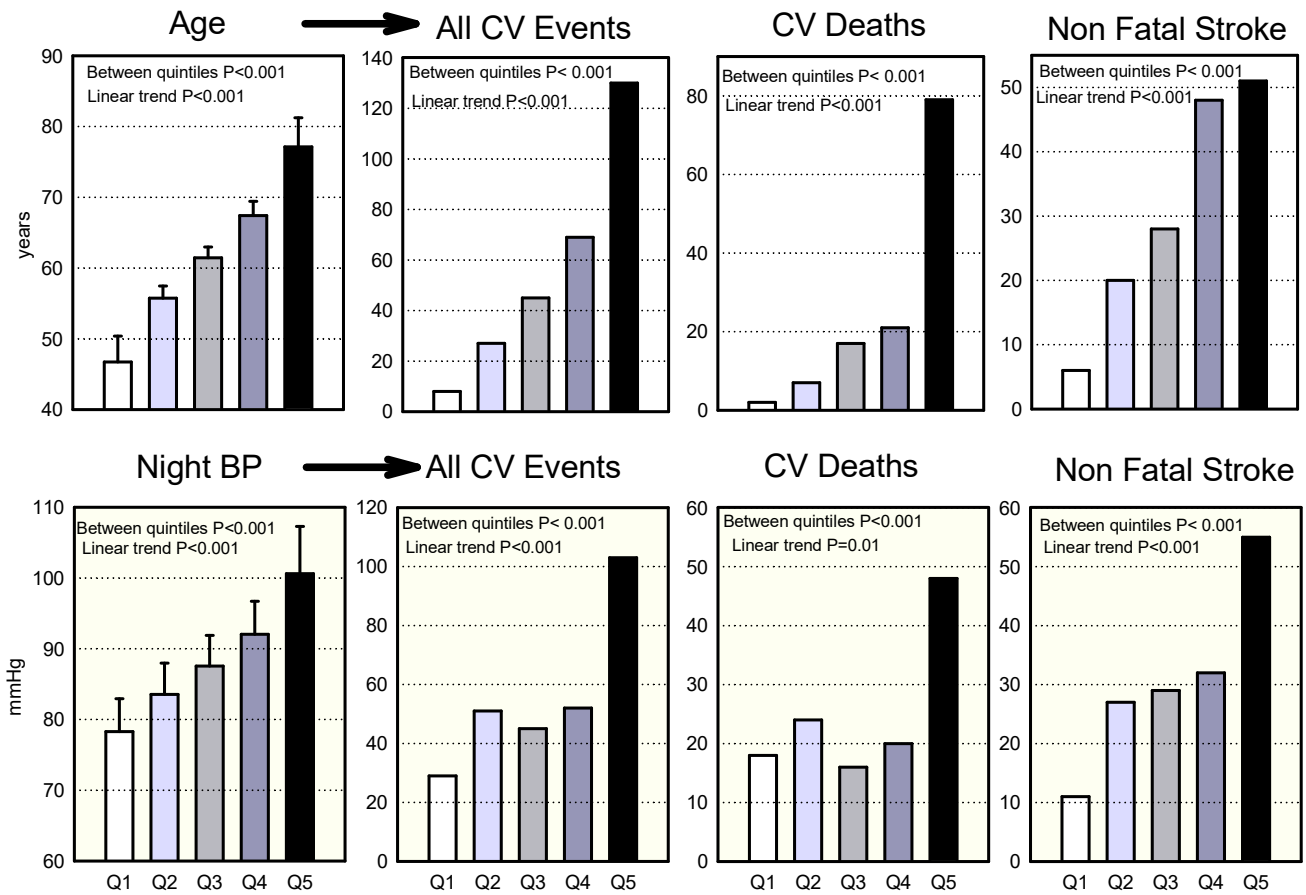 Age
All CV Events
CV Deaths
Non Fatal Stroke
90
80
70
60
50
40
years
Between quintiles P<0.001
Linear trend P<0.001
140
120
100
80
60
40
20
0
Between quintiles P< 0.001
Linear trend P<0.001
80
60
40
20
0
Between quintiles P< 0.001
Linear trend P<0.001
50
40
30
20
10
0
Between quintiles P< 0.001
Linear trend P<0.001
Night BP
All CV Events
CV Deaths
Non Fatal Stroke
110
100
90
80
70
60
mmHg
Between quintiles P<0.001
Linear trend P<0.001
Q1 Q2 Q3 Q4 Q5
120
100
80
60
40
20
0
Between quintiles P< 0.001
Linear trend P<0.001
Q1 Q2 Q3 Q4 Q5
60
50
40
30
20
10
0
Between quintiles P<0.001
Linear trend P=0.01
Q1 Q2 Q3 Q4 Q5
60
50
40
30
20
10
0
Between quintiles P< 0.001
Linear trend P<0.001
Q1 Q2 Q3 Q4 Q5